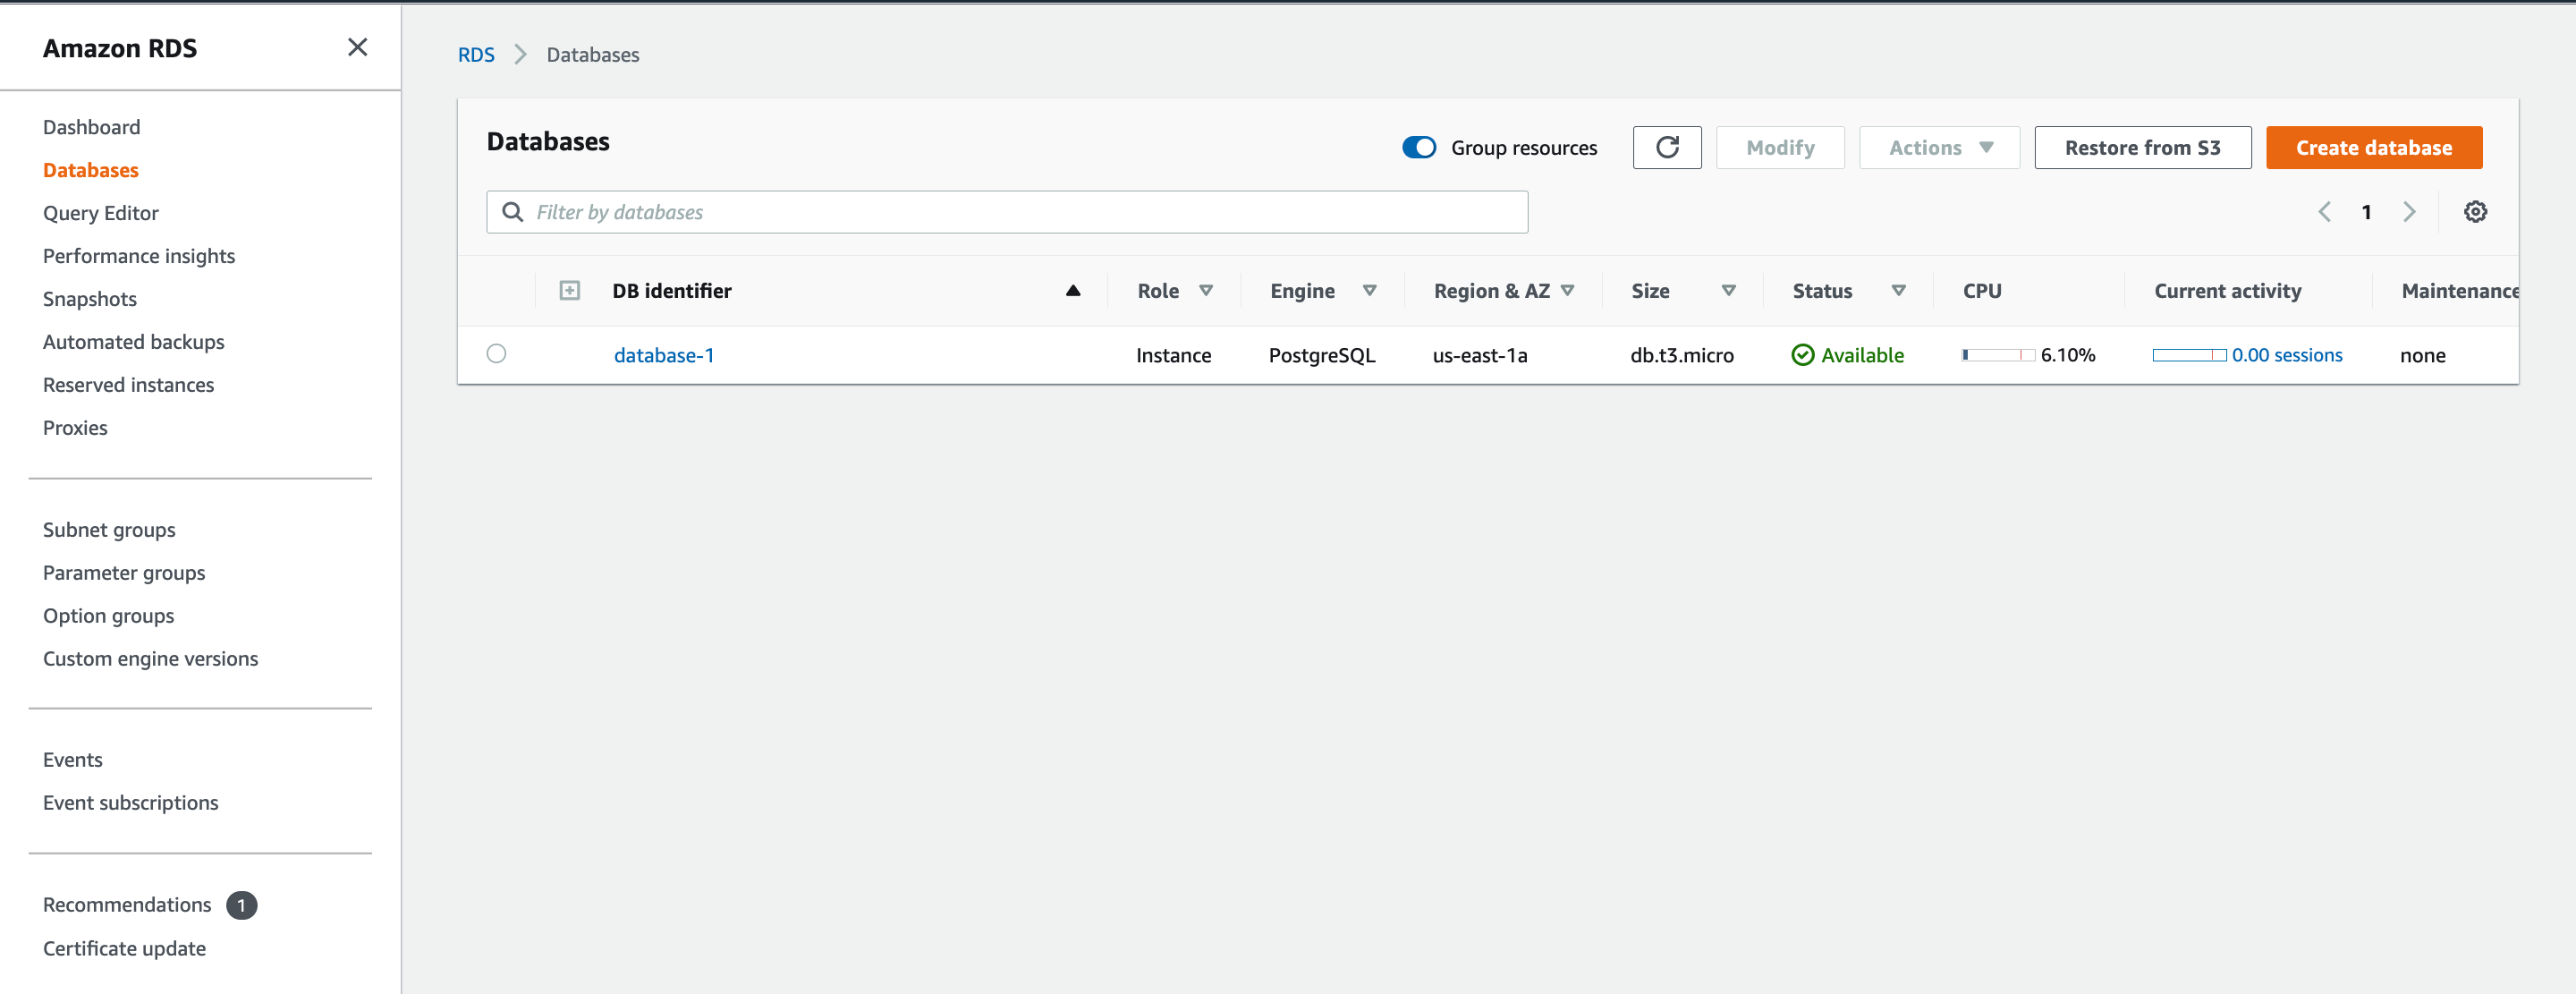 Amazon RDS
Dashboard
Databases
Query Editor
Performance insights
Snapshots
Automated backups
Reserved instances
Proxies
Subnet groups
Parameter groups
Option groups
Custom engine versions
Events
Event subscriptions
Recommendations 1
Certificate update
RDS > Databases
Databases
Group resources Modify Actions Restore from S3 Create database
Filter by databases
1
DB identifier Role Engine Region & AZ Size Status CPU Current activity Maintenance
database-1 Instance PostgreSQL us-east-1a db.t3.micro Available 6.10% 0.00 sessions none